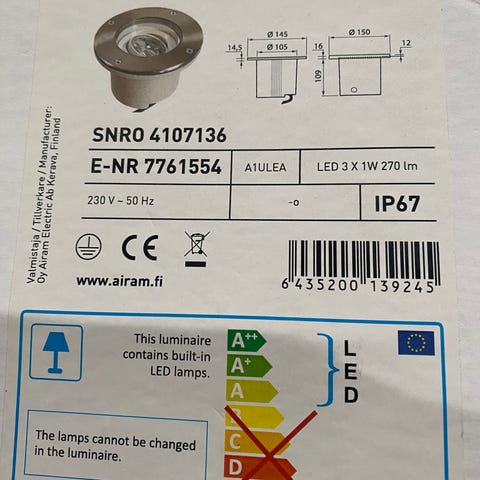 Ø 145
Ø 105
14,5
Ø 150
16
12
109
Valmistaja / Tillverkare / Manufacturer:
Oy Airam Electric Ab Kerava, Finland
SNRO 4107136
E-NR 7761554
A1ULEA
LED 3 X 1W 270 lm
230 V ~ 50 Hz
-o
IP67
CE
www.airam.fi
6 435200 139245
This luminaire
contains built-in
LED lamps.
A++
A+
A
B
C
D
LED
The lamps cannot be changed
in the luminaire.